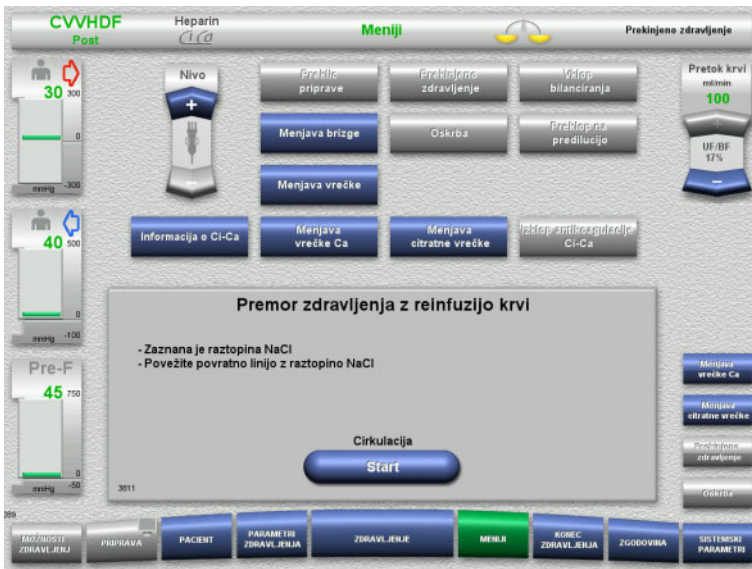 CVVHDF
Post
Heparin
Ci Ca
Meniji
Prekinjeno zdravljenje
30
300
0
mmHg
-300
40
500
0
mmHg
-100
Pre-F
45
750
0
mmHg
-50
Nivo
+
−
Preklic
priprave
Prekinjeno
zdravljenje
Vklop
bilanciranja
Menjava brizge
Oskrba
Preklop na
predilucijo
Menjava vrečke
Informacija o Ci-Ca
Menjava
vrečke Ca
Menjava
citratne vrečke
Izklop antikoagulacije
Ci-Ca
Pretok krvi
ml/min
100
+
UF/BF
17%
−
Premor zdravljenja z reinfuzijo krvi
- Zaznana je raztopina NaCl
- Povežite povratno linijo z raztopino NaCl
Cirkulacija
Start
3811
Menjava
vrečke Ca
Menjava
citratne vrečke
Prekinjeno
zdravljenje
Oskrba
MOŽNOSTI
ZDRAVLJENJ
PRIPRAVA
PACIENT
PARAMETRI
ZDRAVLJENJA
ZDRAVLJENJE
MENIJI
KONEC
ZDRAVLJENJA
ZGODOVINA
SISTEMSKI
PARAMETRI